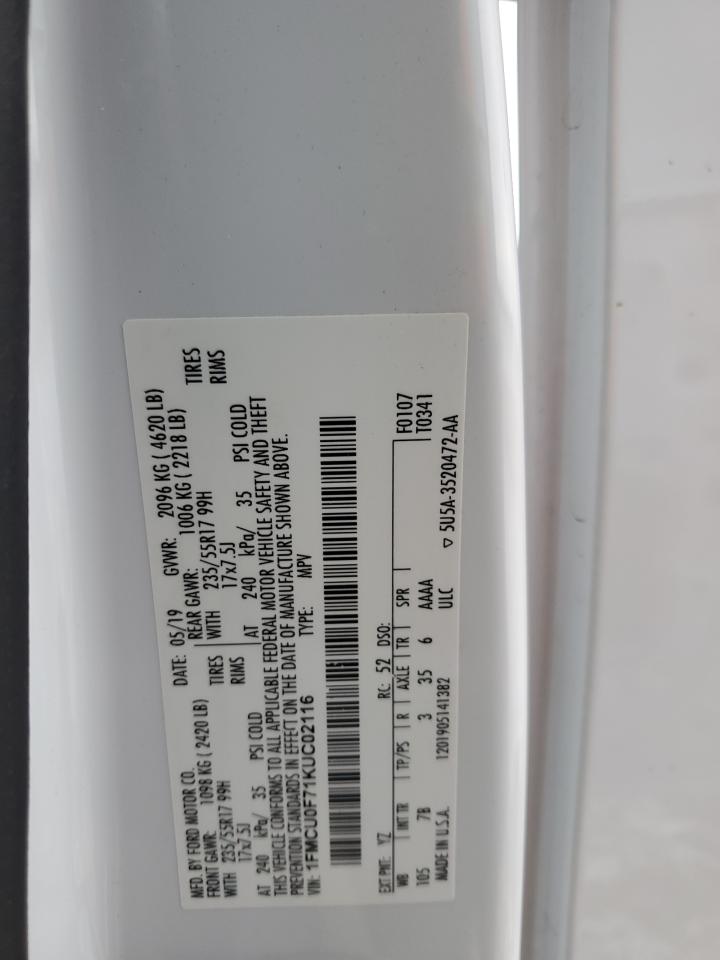 MFD. BY FORD MOTOR CO.
DATE: 05/19 GVWR: 2096 KG ( 4620 LB)
FRONT GAWR: 1098 KG ( 2420 LB)
REAR GAWR: 1006 KG ( 2218 LB)
WITH 235/55R17 99H TIRES
WITH 235/55R17 99H TIRES
17x7.5J RIMS
17x7.5J RIMS
AT 240 kPa/ 35 PSI COLD
AT 240 kPa/ 35 PSI COLD
THIS VEHICLE CONFORMS TO ALL APPLICABLE FEDERAL MOTOR VEHICLE SAFETY AND THEFT
PREVENTION STANDARDS IN EFFECT ON THE DATE OF MANUFACTURE SHOWN ABOVE.
VIN: 1FMCU0F71KUC02116 TYPE: MPV
EXT PNT: YZ RC: 52 DSO: F0107
WB INT TR TP/PS R AXLE TR SPR T0341
105 7B 3 35 6 AAAA
MADE IN U.S.A. 1201905141382 ULC ▽ 5U5A-3520472-AA